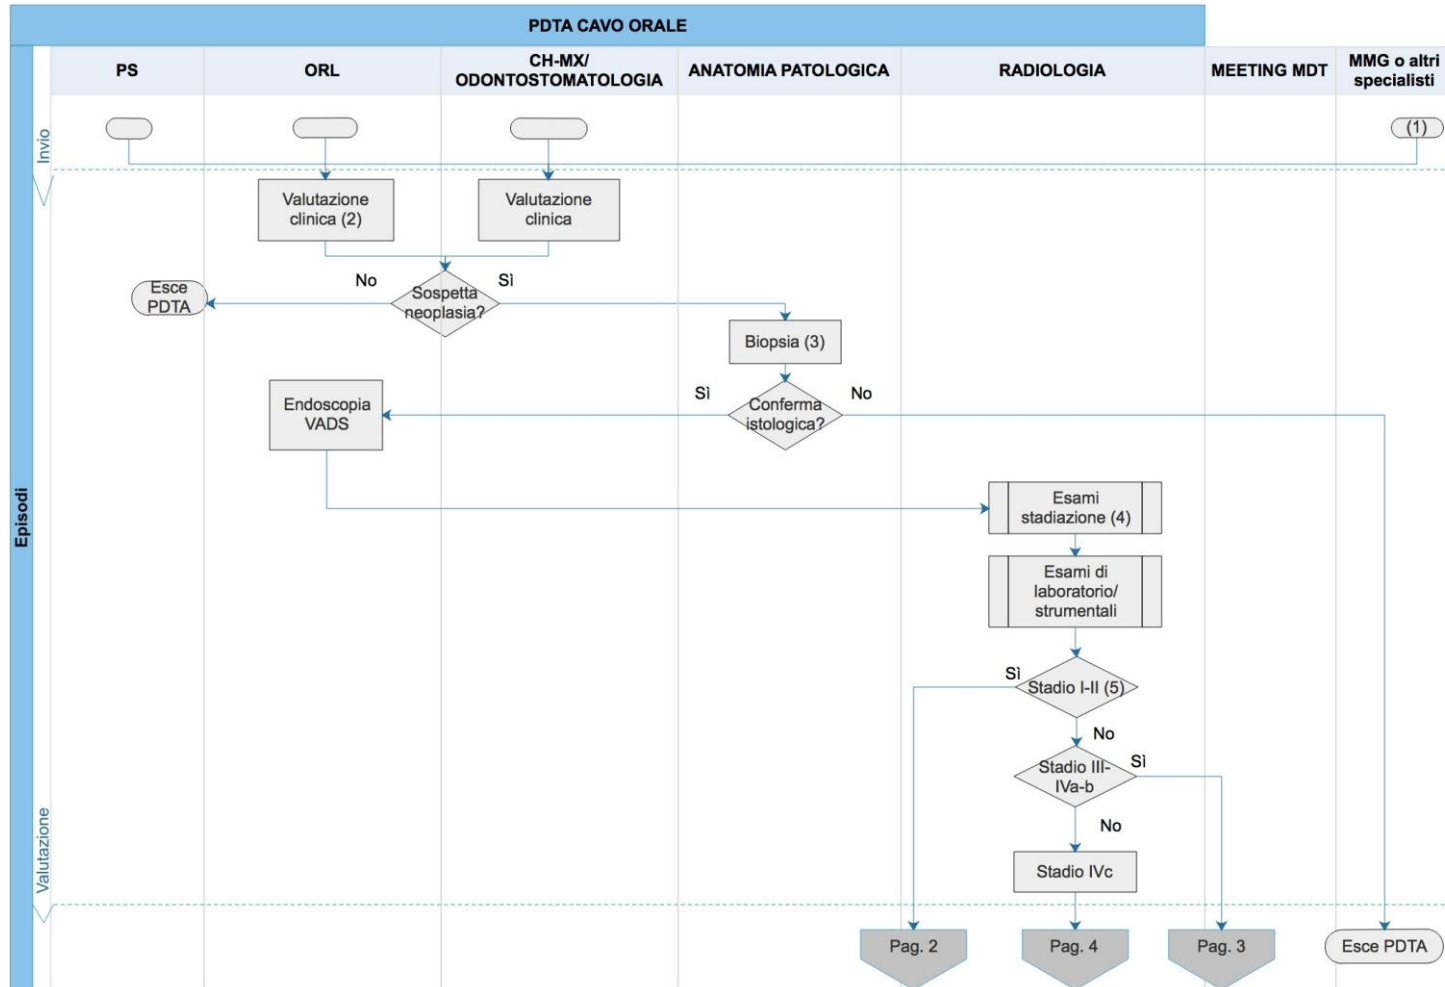 PDTA CAVO ORALE
PS
ORL
CH-MX/
ODONTOSTOMATOLOGIA
ANATOMIA PATOLOGICA
RADIOLOGIA
MEETING MDT
MMG o altri
specialisti
Episodi
Invio
(1)
Valutazione
clinica (2)
Valutazione
clinica
Sospetta
neoplasia?
No
Sì
Esce
PDTA
Biopsia (3)
Conferma
istologica?
Sì
No
Endoscopia
VADS
Esami
stadiazione (4)
Esami di
laboratorio/
strumentali
Sì
Stadio I-II (5)
No
Stadio III-
IVa-b
Sì
No
Stadio IVc
Valutazione
Pag. 2
Pag. 4
Pag. 3
Esce PDTA